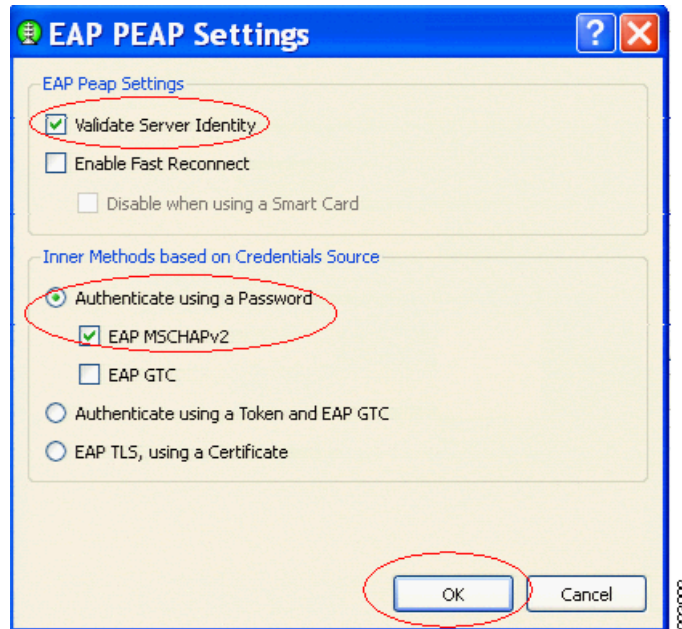 EAP PEAP Settings
EAP Peap Settings
Validate Server Identity
Enable Fast Reconnect
Disable when using a Smart Card
Inner Methods based on Credentials Source
Authenticate using a Password
EAP MSCHAPv2
EAP GTC
Authenticate using a Token and EAP GTC
EAP TLS, using a Certificate
OK
Cancel